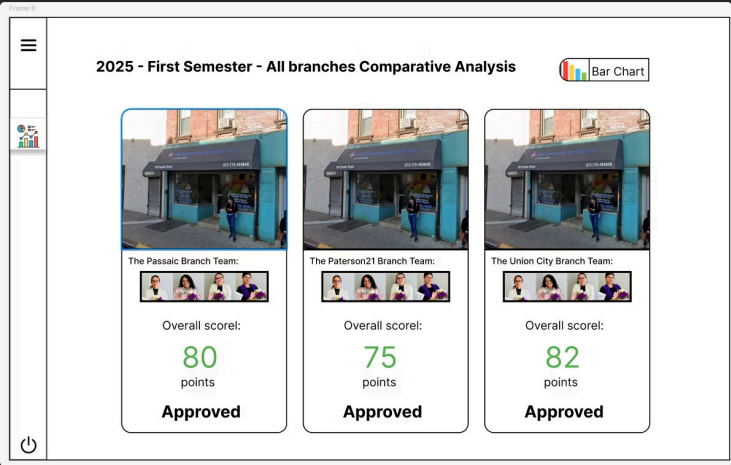 Frame 8
2025 - First Semester - All branches Comparative Analysis
Bar Chart
The Passaic Branch Team:
Overall scorel:
80
points
Approved
The Paterson21 Branch Team:
Overall scorel:
75
points
Approved
The Union City Branch Team:
Overall scorel:
82
points
Approved